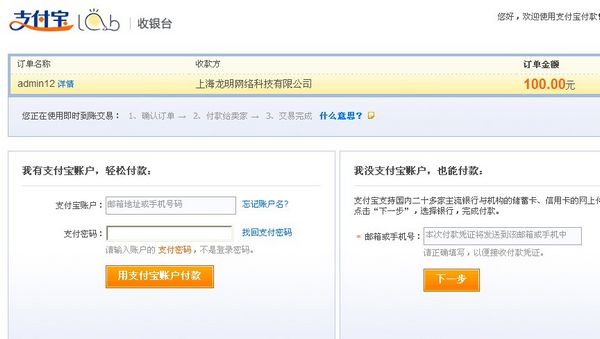 支付宝 Lab 收银台
您好，欢迎使用支付宝付款
订单名称 收款方 订单金额
admin12 详情 上海龙明网络科技有限公司 100.00元
您正在使用即时到账交易： 1、确认订单 → 2、付款给卖家 → 3、交易完成 什么意思？
我有支付宝账户，轻松付款：
支付宝账户： 邮箱地址或手机号码 忘记账户名？
支付密码： 找回支付密码
请输入账户的 支付密码，不是登录密码。
用支付宝账户付款
我没支付宝账户，也能付款：
支付宝支持国内二十多家主流银行与机构的储蓄卡、信用卡的网上付
点击“下一步”，选择银行，完成付款。
* 邮箱或手机号： 本次付款凭证将发送到该邮箱或手机中
请正确填写，以便接收付款凭证。
下一步